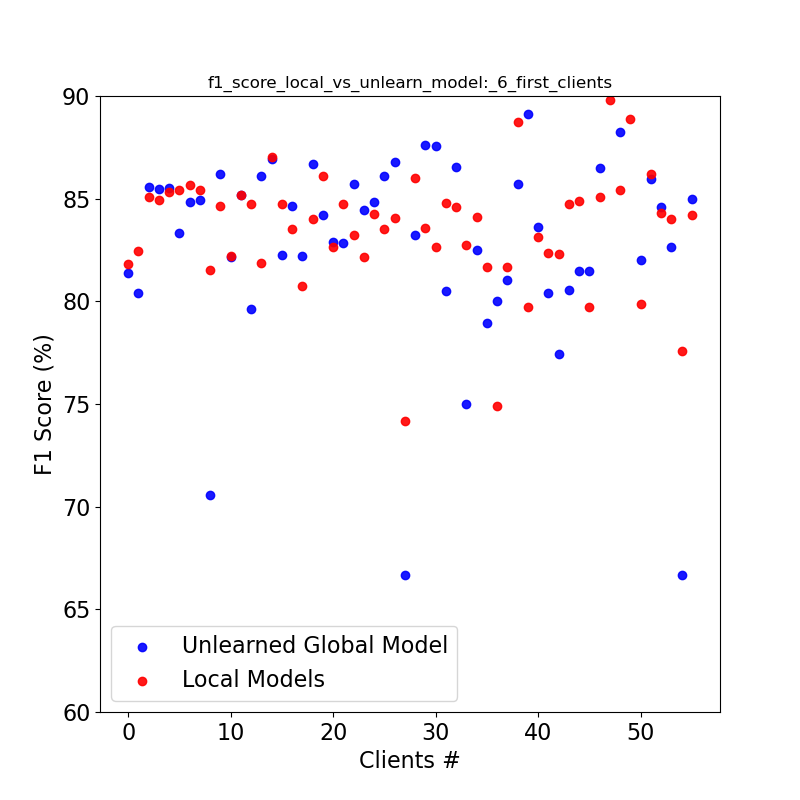 f1_score_local_vs_unlearn_model:_6_first_clients
90
85
80
75
70
65
60
F1 Score (%)
Unlearned Global Model
Local Models
0 10 20 30 40 50
Clients #